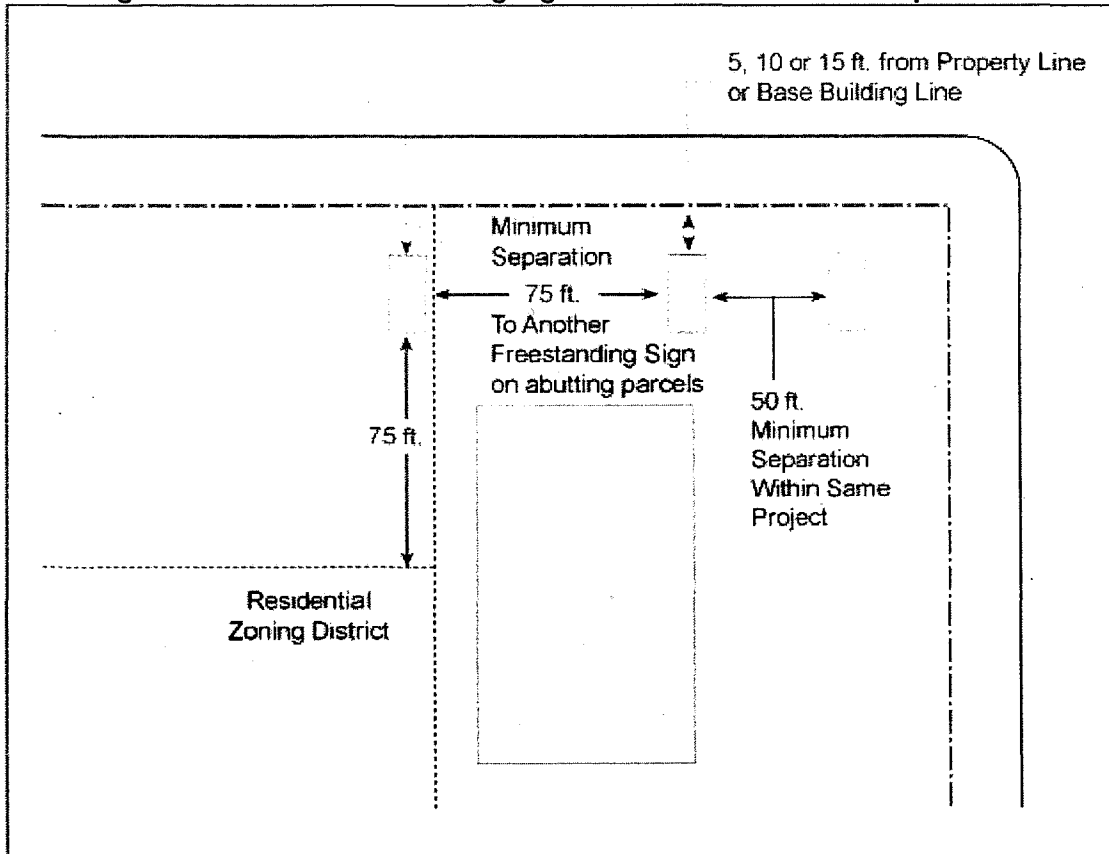 5, 10 or 15 ft. from Property Line
or Base Building Line
Minimum
Separation
75 ft.
To Another
Freestanding Sign
on abutting parcels
75 ft.
50 ft.
Minimum
Separation
Within Same
Project
Residential
Zoning District